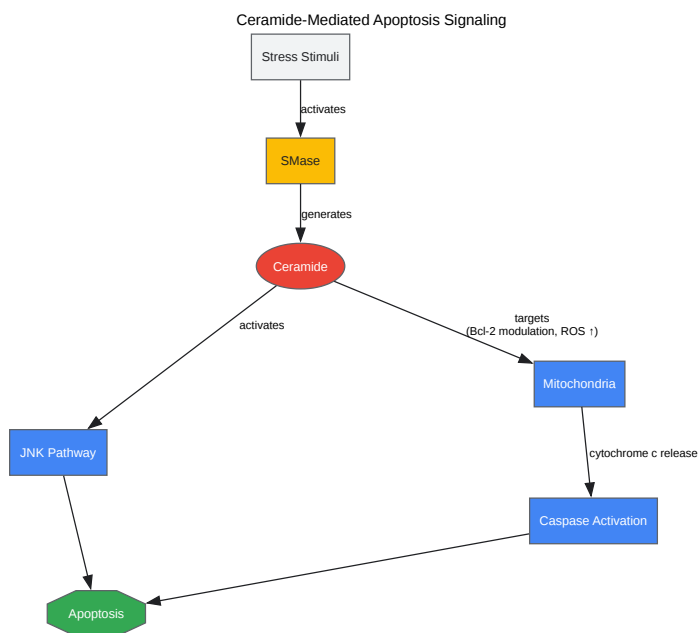 Ceramide-Mediated Apoptosis Signaling
Stress Stimuli
activates
SMase
generates
Ceramide
activates
targets
(Bcl-2 modulation, ROS ↑)
Mitochondria
JNK Pathway
cytochrome c release
Caspase Activation
Apoptosis